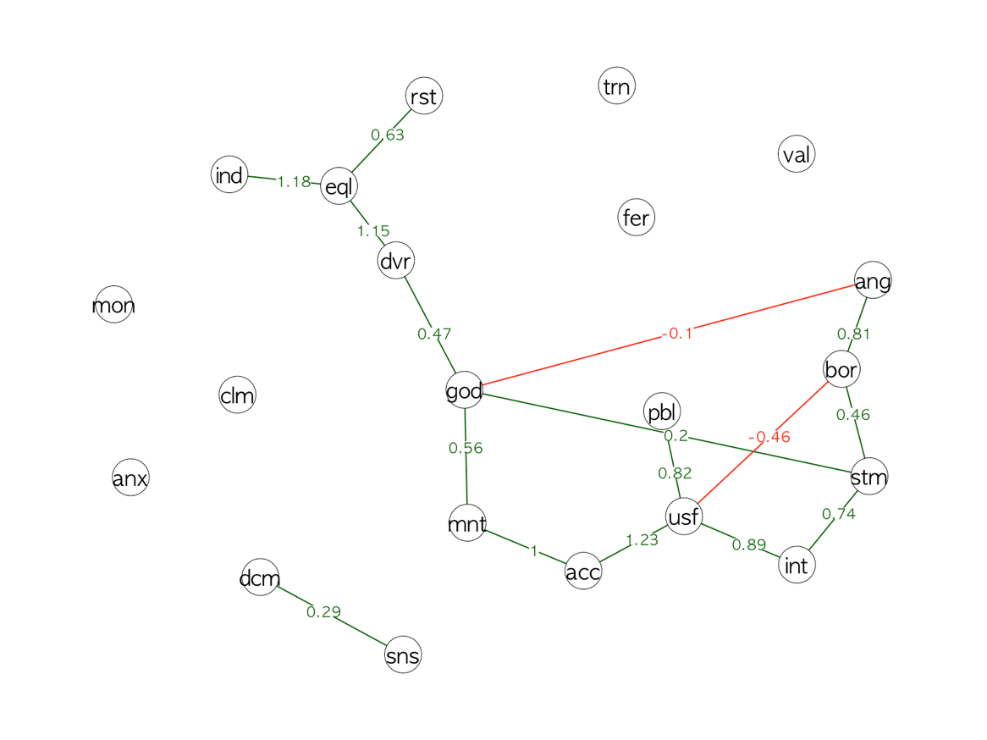 trn
rst
0.63
val
ind
1.18
eql
fer
1.15
dvr
ang
mon
0.47
-0.1
0.81
bor
god
clm
pbl
0.46
0.2
-0.46
0.56
0.82
anx
stm
0.74
usf
mnt
1.23
0.89
1
int
acc
dcm
0.29
sns